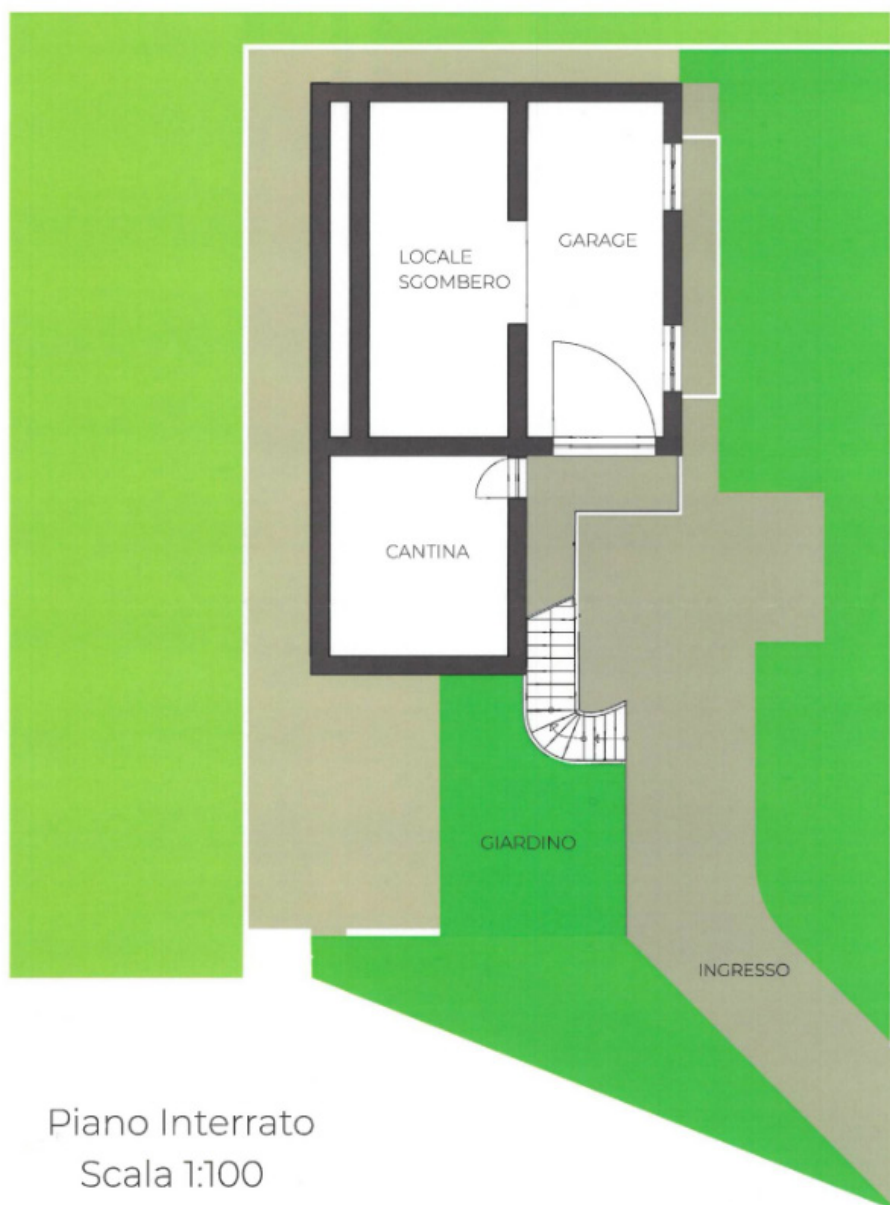 GARAGE
LOCALE
SGOMBERO
CANTINA
GIARDINO
INGRESSO
Piano Interrato
Scala 1:100